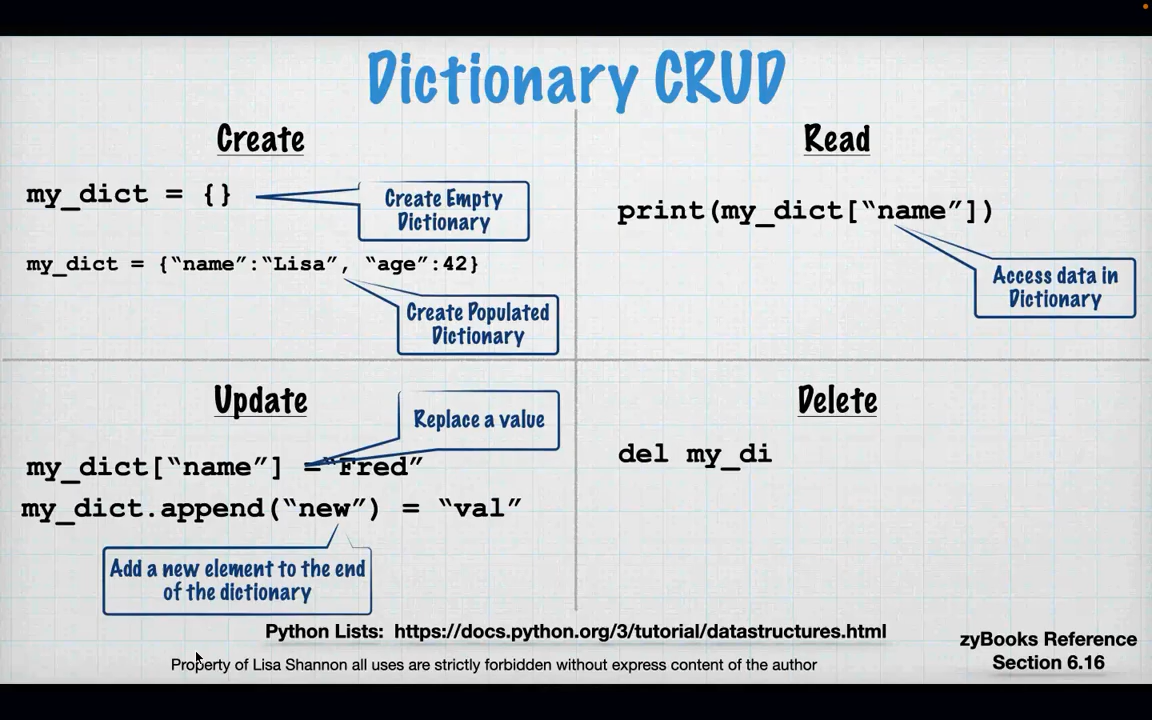 Dictionary CRUD
Create
my_dict = {}
Create Empty
Dictionary
my_dict = {“name”:“Lisa”, “age”:42}
Create Populated
Dictionary
Read
print(my_dict[“name”])
Access data in
Dictionary
Update
Replace a value
my_dict[“name”] =“Fred”
my_dict.append(“new”) = “val”
Add a new element to the end
of the dictionary
Delete
del my_di
Python Lists: https://docs.python.org/3/tutorial/datastructures.html
Property of Lisa Shannon all uses are strictly forbidden without express content of the author
zyBooks Reference
Section 6.16